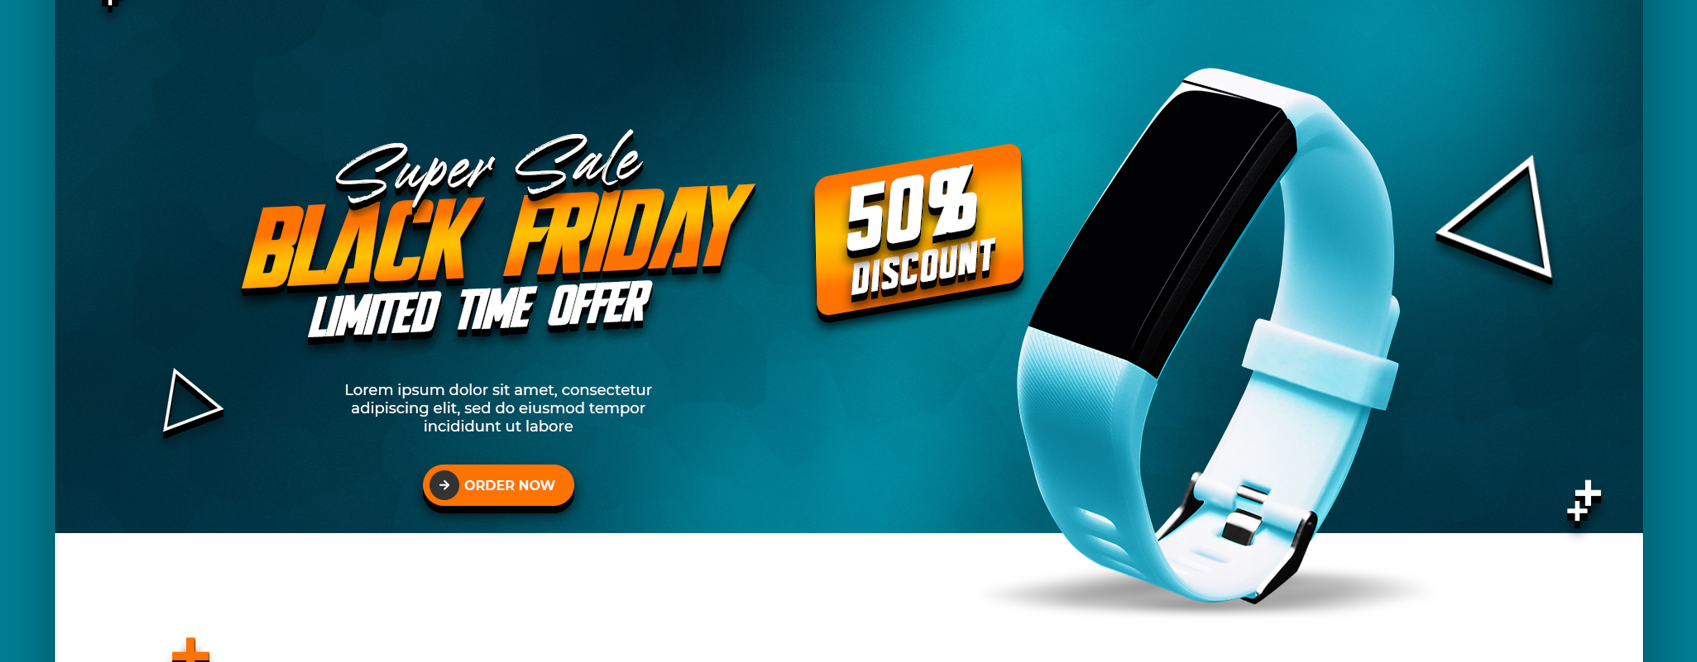 Super Sale
BLACK FRIDAY
LIMITED TIME OFFER
50%
DISCOUNT
Lorem ipsum dolor sit amet, consectetur
adipiscing elit, sed do eiusmod tempor
incididunt ut labore
ORDER NOW